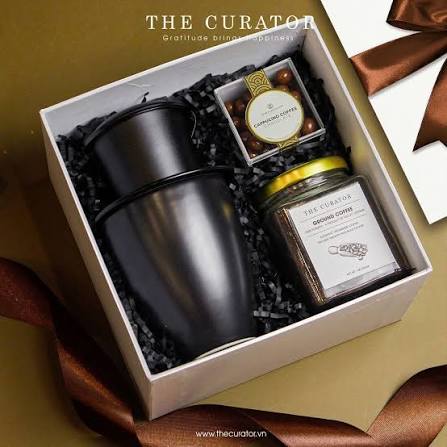 THE CURATOR
Gratitude brings happiness
CAPPUCINO COFFEE
THE CURATOR
GROUND COFFEE
www.thecurator.vn